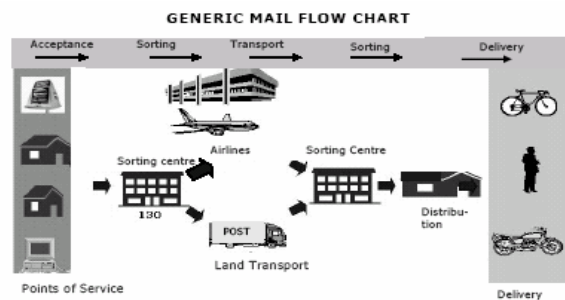 GENERIC MAIL FLOW CHART
Acceptance Sorting Transport Sorting Delivery
Airlines
Sorting centre
Sorting Centre
130
POST
Distribu-
tion
Land Transport
Points of Service
Delivery